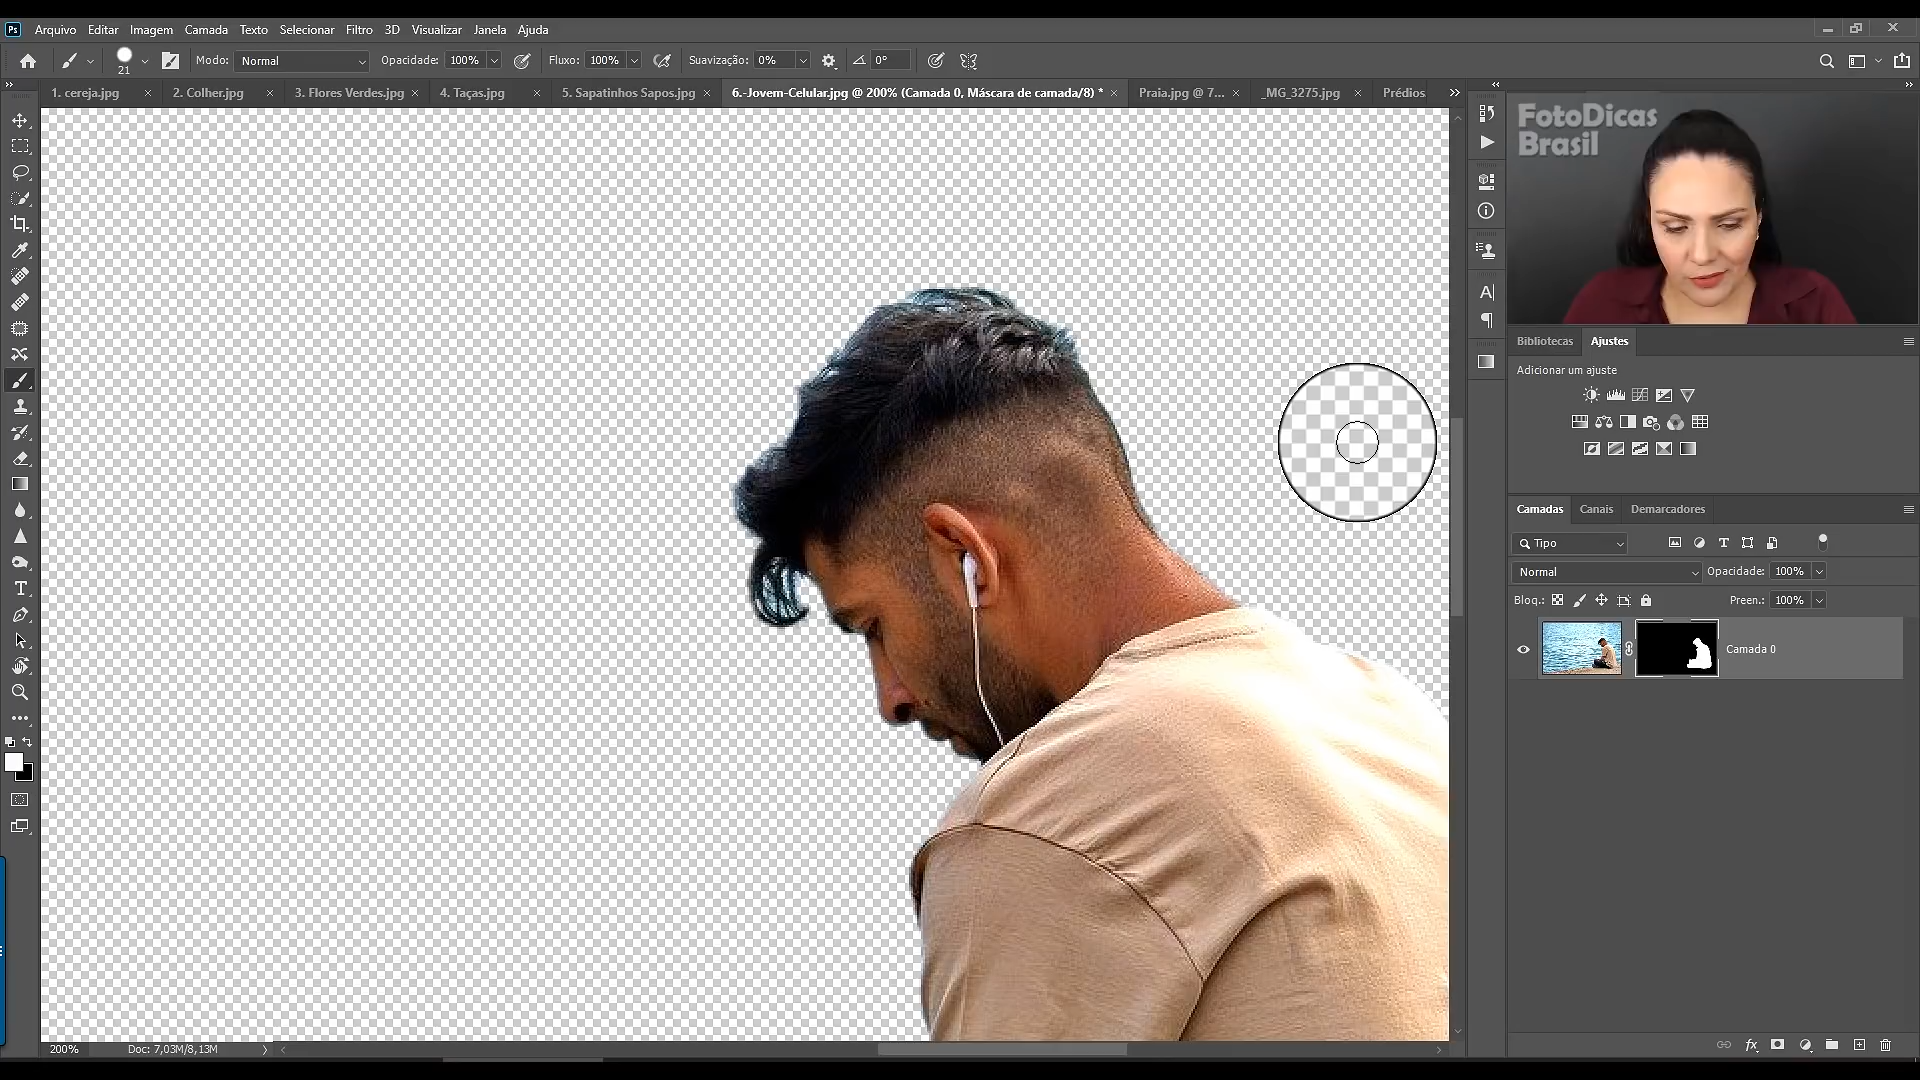 Ps Arquivo Editar Imagem Camada Texto Selecionar Filtro 3D Visualizar Janela Ajuda
21 Modo: Normal Opacidade: 100% Fluxo: 100% Suavização: 0% 0°
1. cereja.jpg × 2. Colher.jpg × 3. Flores Verdes.jpg × 4. Taças.jpg × 5. Sapatinhos Sapos.jpg × 6.-Jovem-Celular.jpg @ 200% (Camada 0, Máscara de camada/8) * × Praia.jpg @ 7... × _MG_3275.jpg × Prédios
FotoDicas
Brasil
Bibliotecas Ajustes
Adicionar um ajuste
Camadas Canais Demarcadores
Tipo
Normal Opacidade: 100%
Bloq.: Preen.: 100%
Camada 0
200% Doc: 7,03M/8,13M